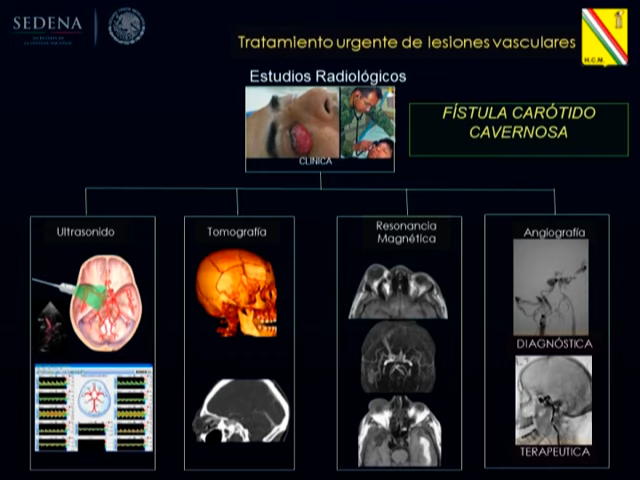 SEDENA
Tratamiento urgente de lesiones vasculares
H.C.M.
Estudios Radiológicos
FÍSTULA CARÓTIDO
CAVERNOSA
CLINICA
Ultrasonido
Tomografía
Resonancia
Magnética
Angiografía
DIAGNÓSTICA
TERAPEUTICA